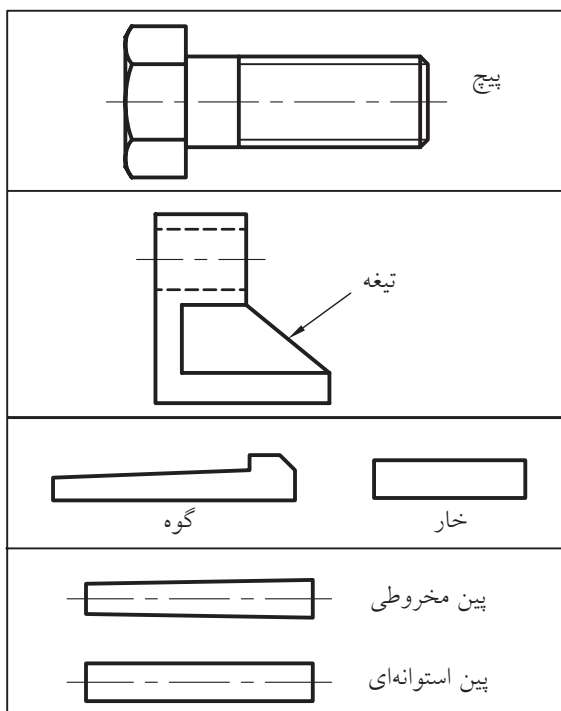 پیچ
تیغه
خار
گوه
پین مخروطی
پین استوانه‌ای